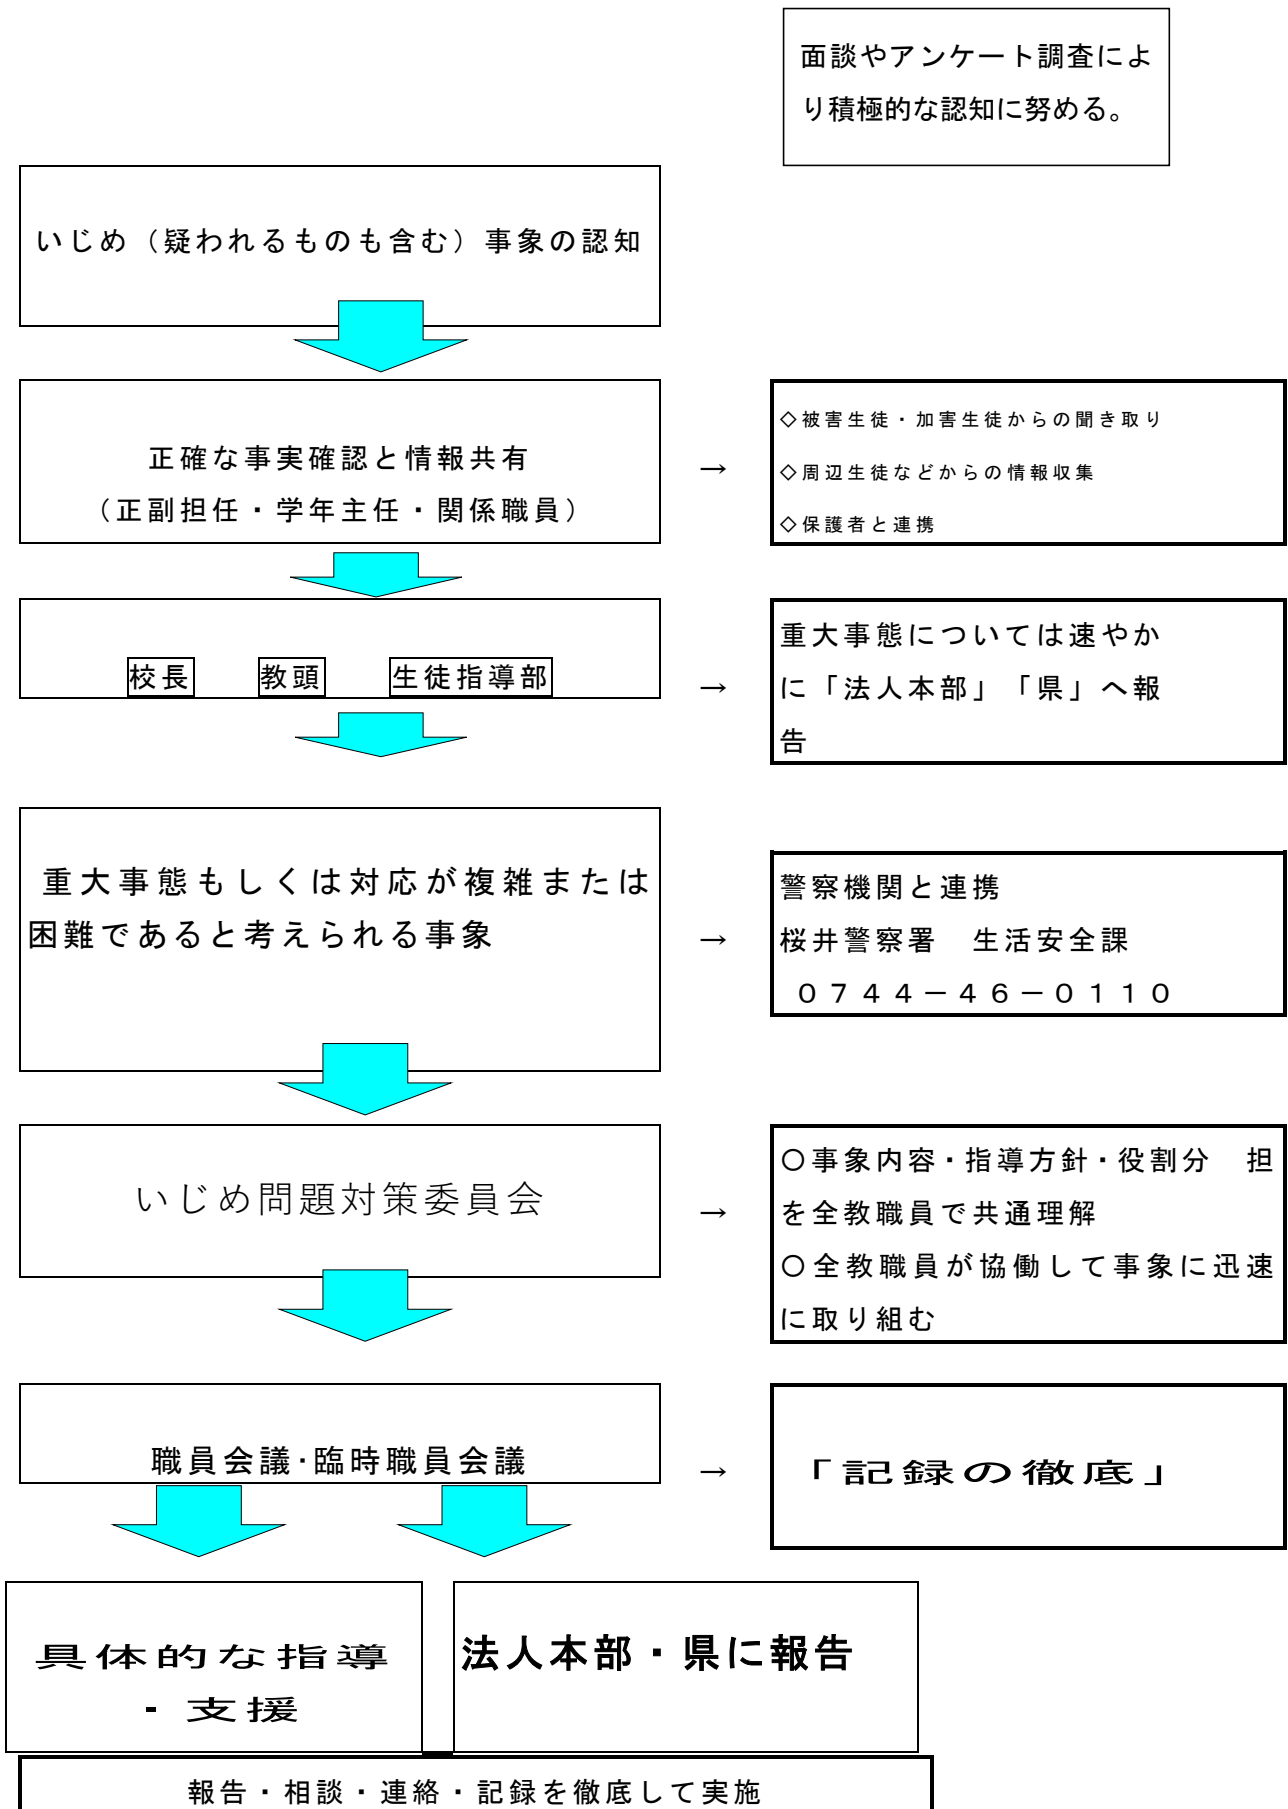 面談やアンケート調査によ
り積極的な認知に努める。
いじめ（疑われるものも含む）事象の認知
正確な事実確認と情報共有
（正副担任・学年主任・関係職員）
→
◇被害生徒・加害生徒からの聞き取り
◇周辺生徒などからの情報収集
◇保護者と連携
校長　教頭　生徒指導部
→
重大事態については速やか
に「法人本部」「県」へ報
告
重大事態もしくは対応が複雑または
困難であると考えられる事象
→
警察機関と連携
桜井警察署　生活安全課
０７４４－４６－０１１０
いじめ問題対策委員会
→
〇事象内容・指導方針・役割分　担
を全教職員で共通理解
〇全教職員が協働して事象に迅速
に取り組む
職員会議・臨時職員会議
→
「記録の徹底」
具体的な指導
・支援
法人本部・県に報告
報告・相談・連絡・記録を徹底して実施